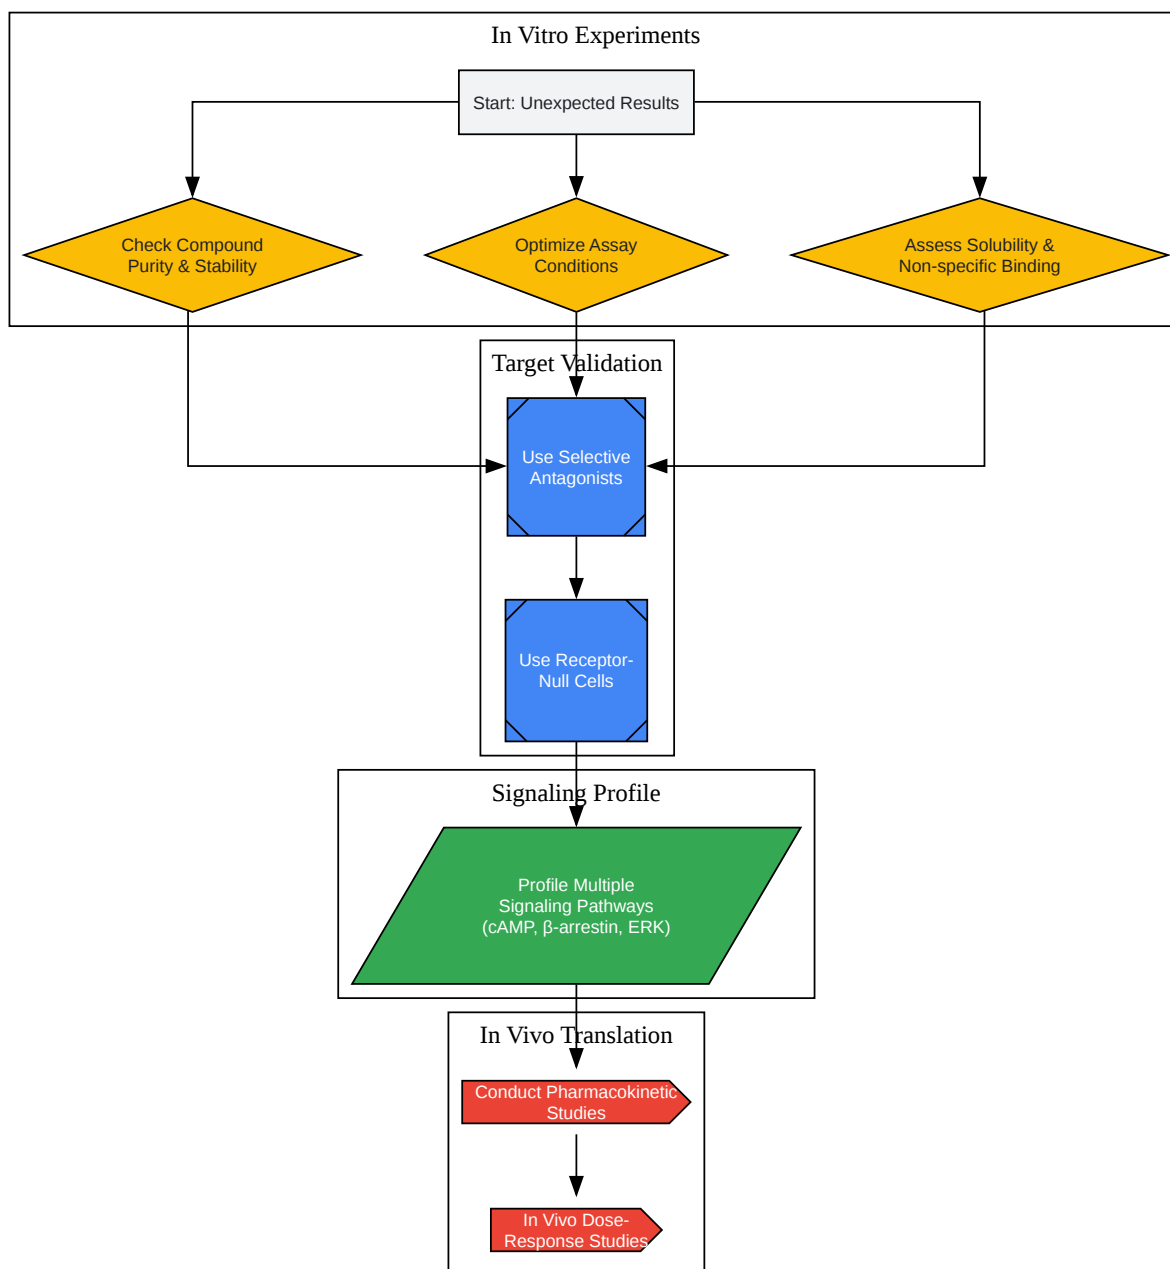 In Vitro Experiments
Start: Unexpected Results
Check Compound
Purity & Stability
Optimize Assay
Conditions
Assess Solubility &
Non-specific Binding
Target Validation
Use Selective
Antagonists
Use Receptor-
Null Cells
Signaling Profile
Profile Multiple
Signaling Pathways
(cAMP, β-arrestin, ERK)
In Vivo Translation
Conduct Pharmacokinetic
Studies
In Vivo Dose-
Response Studies